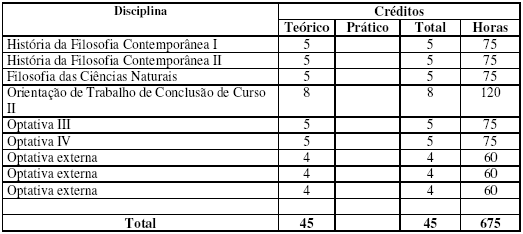 Disciplina Créditos
Teórico Prático Total Horas
História da Filosofia Contemporânea I 5 5 75
História da Filosofia Contemporânea II 5 5 75
Filosofia das Ciências Naturais 5 5 75
Orientação de Trabalho de Conclusão de Curso 8 8 120
II
Optativa III 5 5 75
Optativa IV 5 5 75
Optativa externa 4 4 60
Optativa externa 4 4 60
Optativa externa 4 4 60
Total 45 45 675